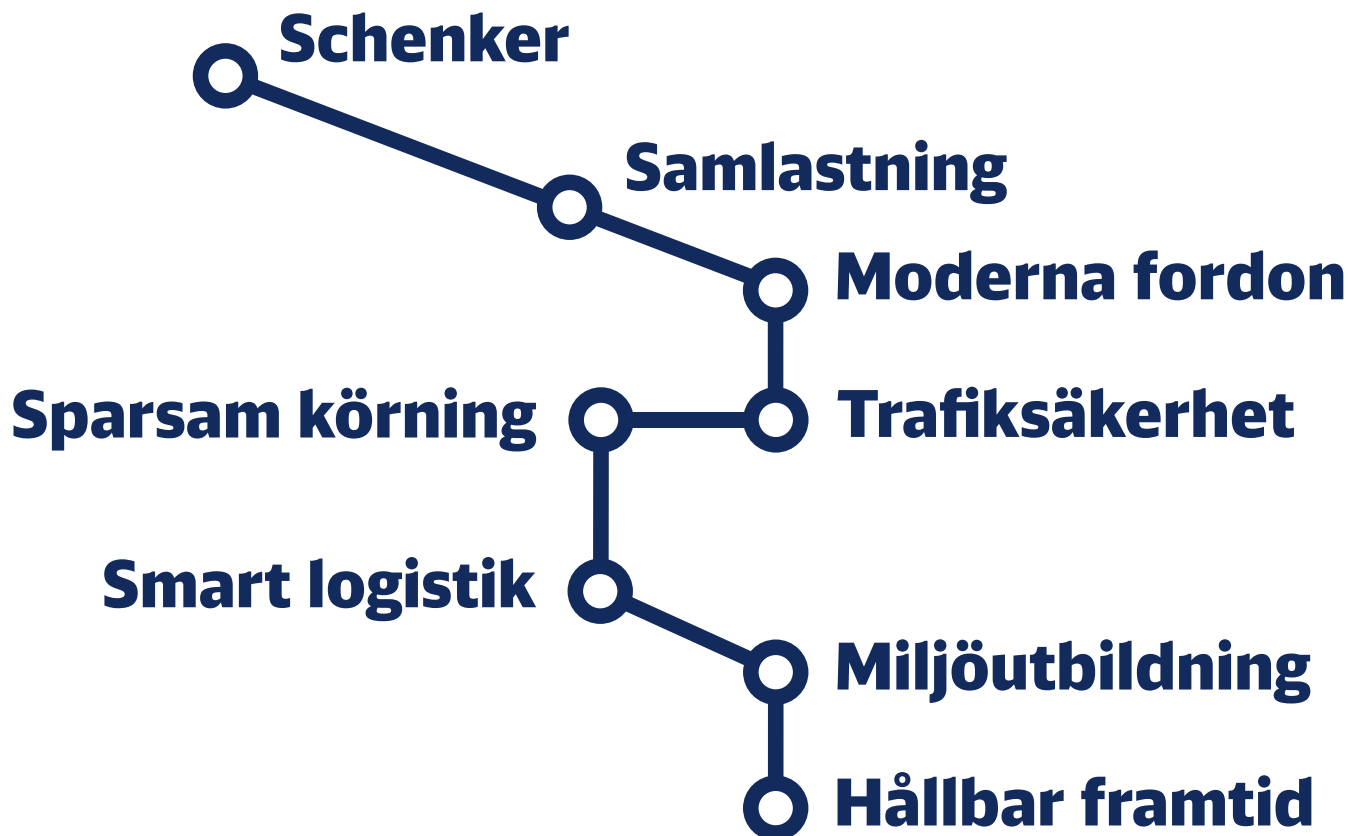 Schenker
Samlastning
Moderna fordon
Sparsam körning
Trafiksäkerhet
Smart logistik
Miljöutbildning
Hållbar framtid